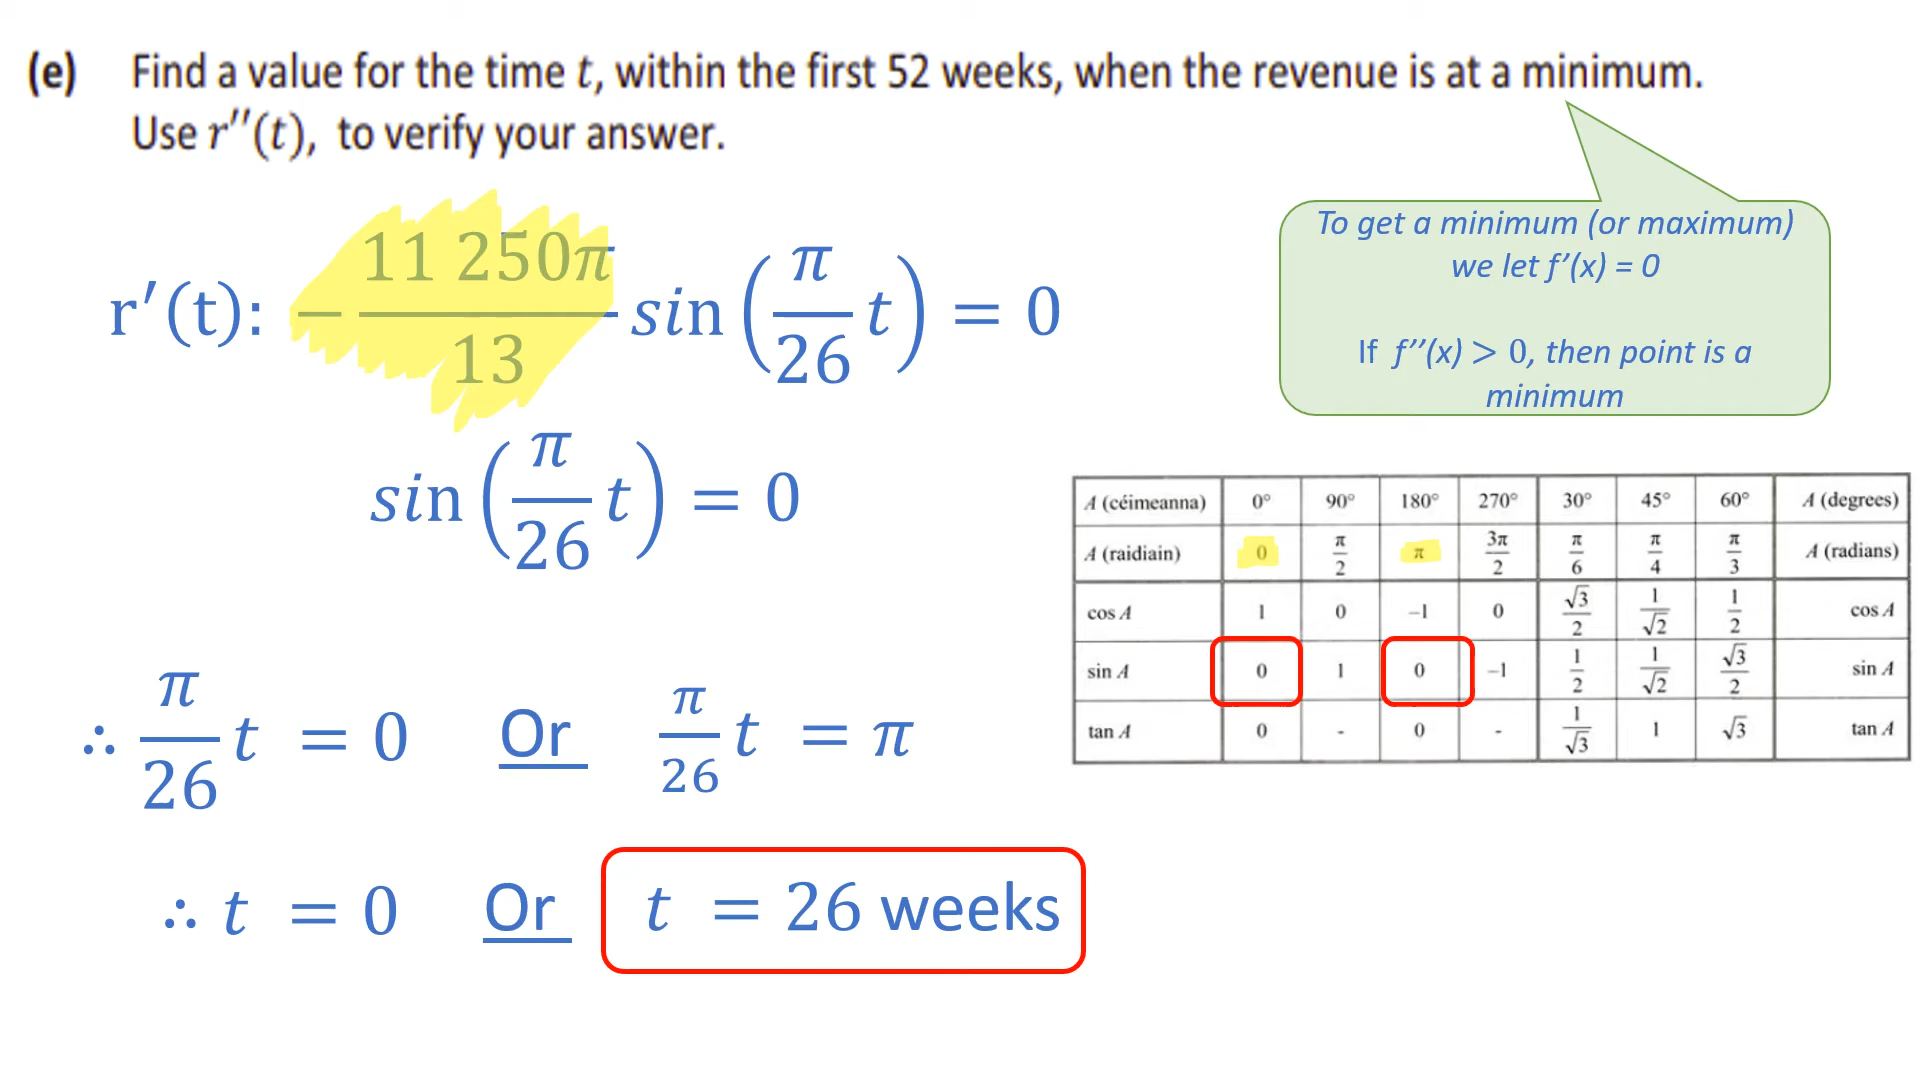 (e) Find a value for the time t, within the first 52 weeks, when the revenue is at a minimum.
Use r′′(t), to verify your answer.
To get a minimum (or maximum)
we let f’(x) = 0
If f’’(x) > 0, then point is a
minimum
r′(t): −11 250π/13 sin(π/26 t) = 0
sin(π/26 t) = 0
∴ π/26 t = 0 Or π/26 t = π
∴ t = 0 Or t = 26 weeks
A (céimeanna) 0° 90° 180° 270° 30° 45° 60° A (degrees)
A (raidiain) 0 π/2 π 3π/2 π/6 π/4 π/3 A (radians)
cos A 1 0 −1 0 √3/2 1/√2 1/2 cos A
sin A 0 1 0 −1 1/2 1/√2 √3/2 sin A
tan A 0 - 0 - 1/√3 1 √3 tan A